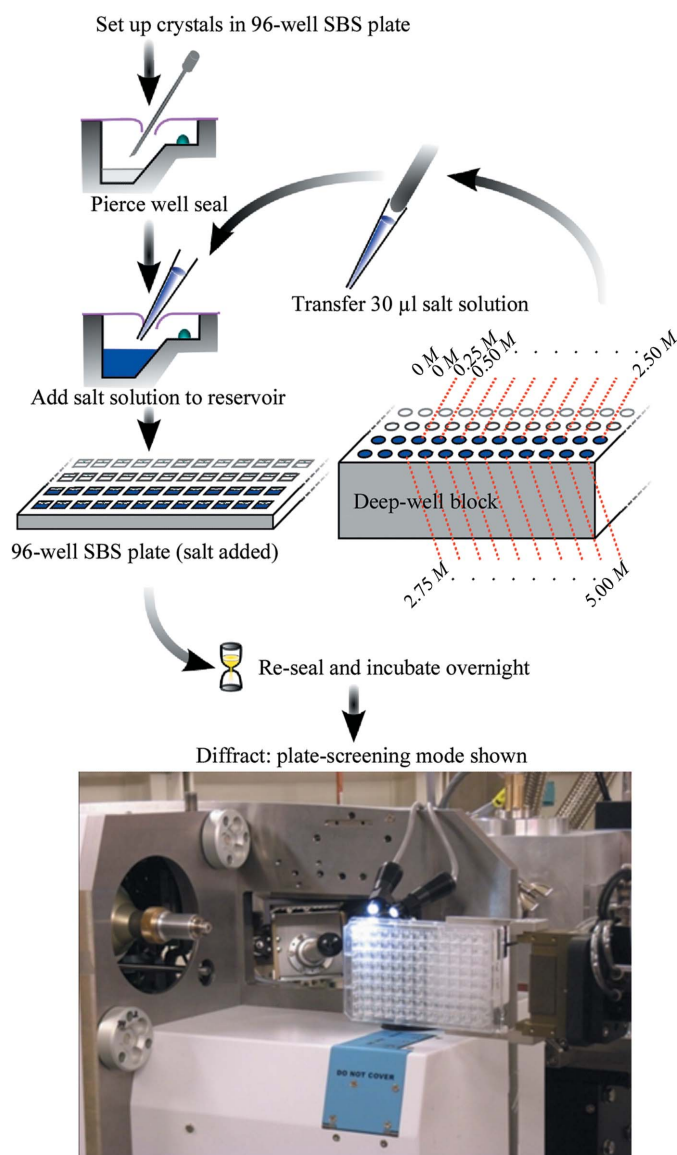 Set up crystals in 96-well SBS plate
Pierce well seal
Transfer 30 µl salt solution
Add salt solution to reservoir
0 M
0 M
0.25 M
0.50 M
2.50 M
Deep-well block
96-well SBS plate (salt added)
2.75 M
5.00 M
Re-seal and incubate overnight
Diffract: plate-screening mode shown
DO NOT COVER